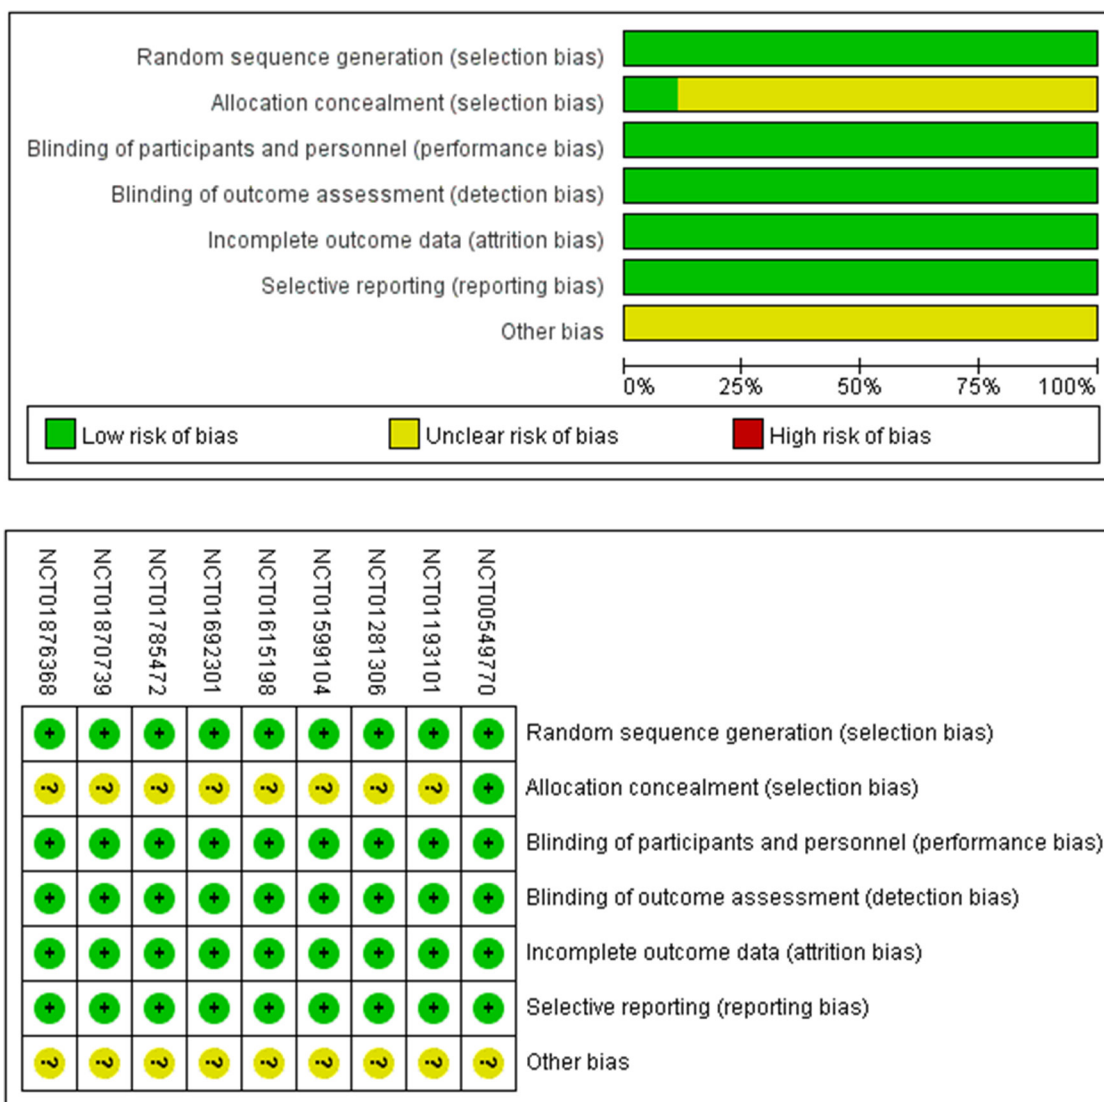 Random sequence generation (selection bias)
Allocation concealment (selection bias)
Blinding of participants and personnel (performance bias)
Blinding of outcome assessment (detection bias)
Incomplete outcome data (attrition bias)
Selective reporting (reporting bias)
Other bias
0% 25% 50% 75% 100%
Low risk of bias Unclear risk of bias High risk of bias
NCT01876368
NCT01870739
NCT01785472
NCT01692301
NCT01615198
NCT01599104
NCT01281306
NCT01193101
NCT00549770
+ + + + + + + + + Random sequence generation (selection bias)
? ? ? ? ? ? ? ? + Allocation concealment (selection bias)
+ + + + + + + + + Blinding of participants and personnel (performance bias)
+ + + + + + + + + Blinding of outcome assessment (detection bias)
+ + + + + + + + + Incomplete outcome data (attrition bias)
+ + + + + + + + + Selective reporting (reporting bias)
? ? ? ? ? ? ? ? ? Other bias